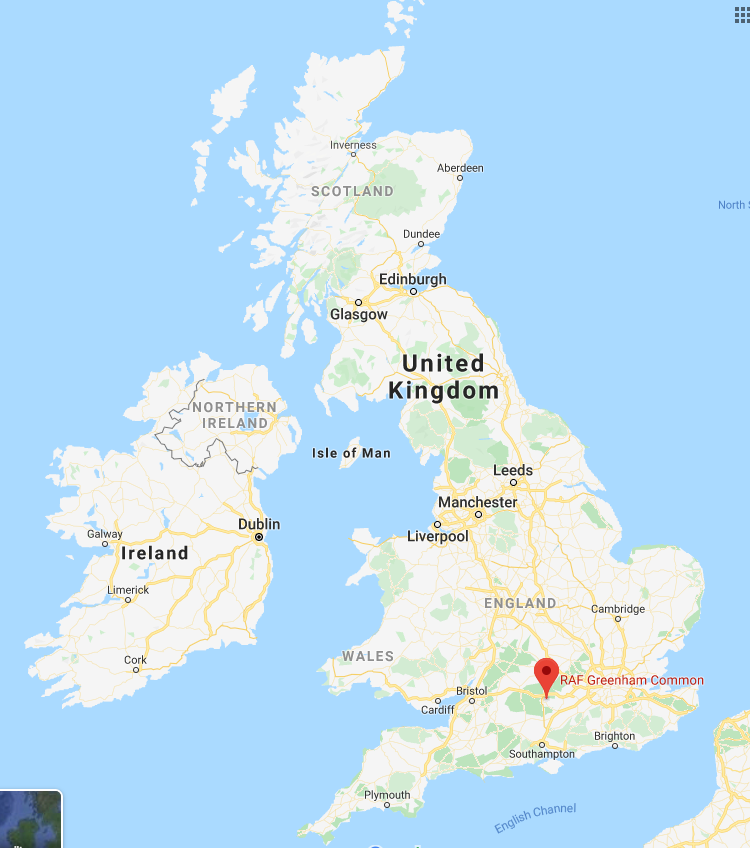 Inverness
Aberdeen
SCOTLAND
North
Dundee
Edinburgh
Glasgow
United
Kingdom
NORTHERN
IRELAND
Isle of Man
Leeds
Manchester
Dublin
Liverpool
Galway
Ireland
Limerick
ENGLAND
Cambridge
Cork
WALES
RAF Greenham Common
Bristol
Cardiff
Brighton
Southampton
Plymouth
English Channel